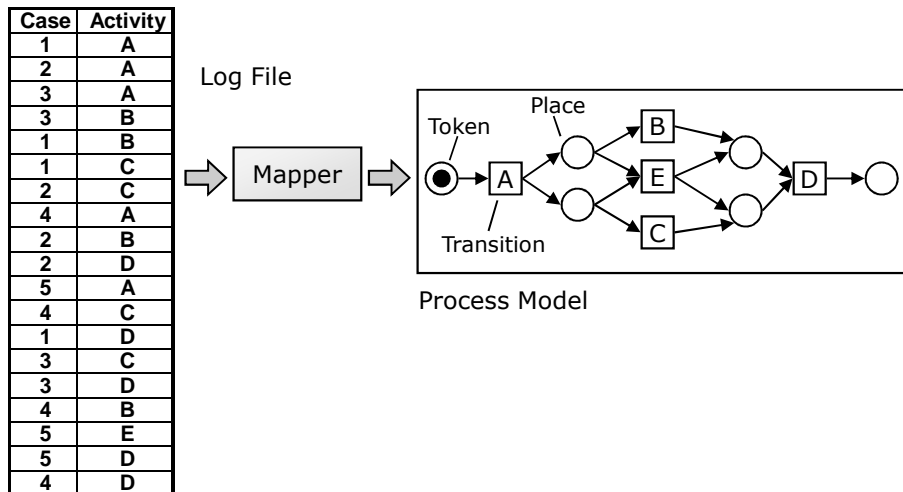 Case Activity
1 A
2 A
3 A
3 B
1 B
1 C
2 C
4 A
2 B
2 D
5 A
4 C
1 D
3 C
3 D
4 B
5 E
5 D
4 D
Log File
Mapper
Token
Place
A
B
E
C
D
Transition
Process Model